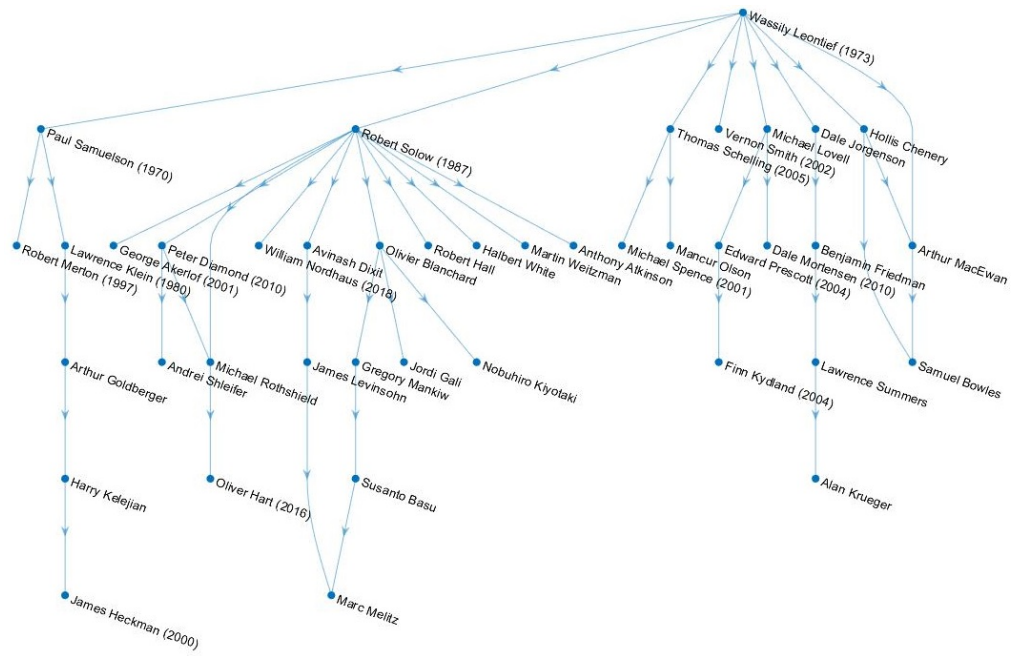 Wassily Leontief (1973)
Paul Samuelson (1970)
Robert Solow (1987)
Thomas Schelling (2005)
Vernon Smith (2002)
Michael Lovell
Dale Jorgenson
Hollis Chenery
Robert Merton (1997)
Lawrence Klein (1980)
George Akerlof (2001)
Peter Diamond (2010)
William Nordhaus (2018)
Avinash Dixit
Olivier Blanchard
Robert Hall
Halbert White
Martin Weitzman
Anthony Atkinson
Michael Spence (2001)
Mancur Olson
Edward Prescott (2004)
Dale Mortensen (2010)
Benjamin Friedman
Arthur MacEwan
Arthur Goldberger
Andrei Shleifer
Michael Rothshield
James Levinsohn
Gregory Mankiw
Jordi Gali
Nobuhiro Kiyotaki
Finn Kydland (2004)
Lawrence Summers
Samuel Bowles
Harry Kelejian
Oliver Hart (2016)
Susanto Basu
Alan Krueger
James Heckman (2000)
Marc Melitz